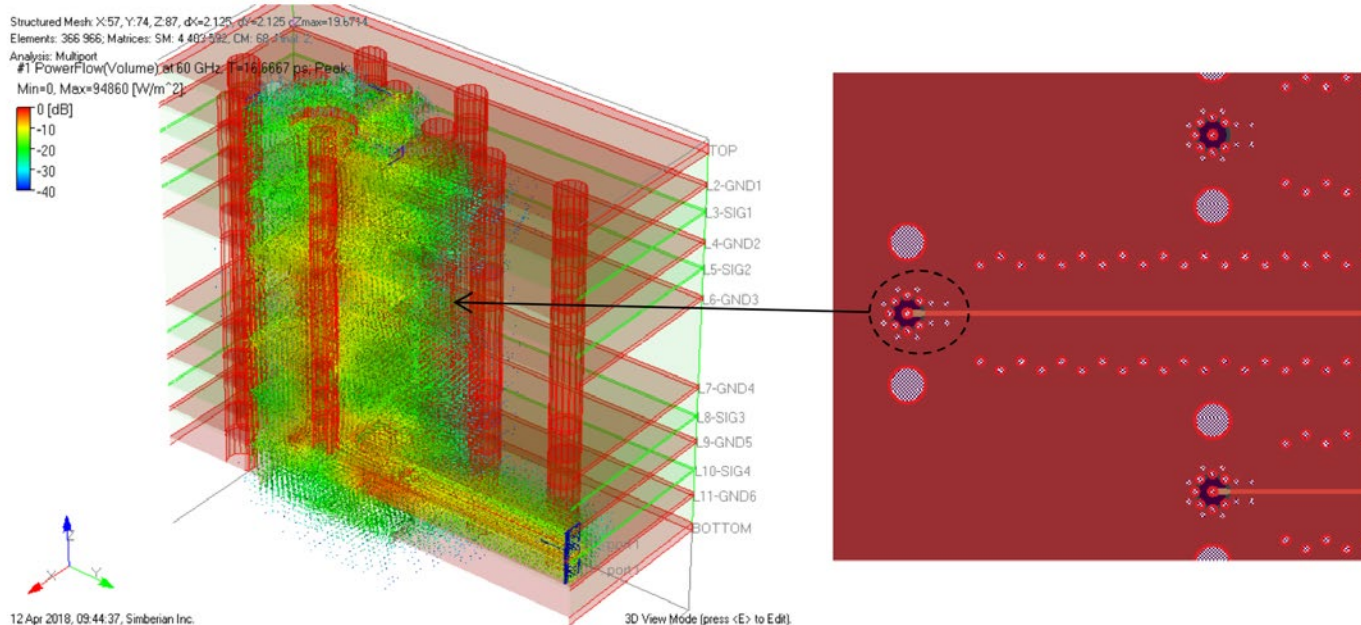 Structured Mesh: X:57, Y:74, Z:87, dX=2.125, dY=2.125 dZmax=19.6714
Elements: 366 966; Matrices: SM: 4 403 592, CM: 68
Analysis: Multiport
#1 PowerFlow(Volume) at 60 GHz, T=16.6667 ps; Peak;
Min=0, Max=94860 [W/m^2]
0 [dB]
-10
-20
-30
-40
TOP
L2-GND1
L3-SIG1
L4-GND2
L5-SIG2
L6-GND3
L7-GND4
L8-SIG3
L9-GND5
L10-SIG4
L11-GND6
BOTTOM
port1
Z
X
Y
12 Apr 2018, 09:44:37, Simberian Inc.
3D View Mode (press <E> to Edit).